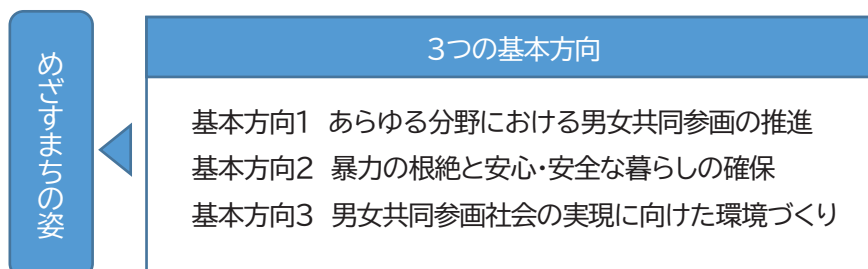 めざすまちの姿
3つの基本方向
基本方向1 あらゆる分野における男女共同参画の推進
基本方向2 暴力の根絶と安心・安全な暮らしの確保
基本方向3 男女共同参画社会の実現に向けた環境づくり